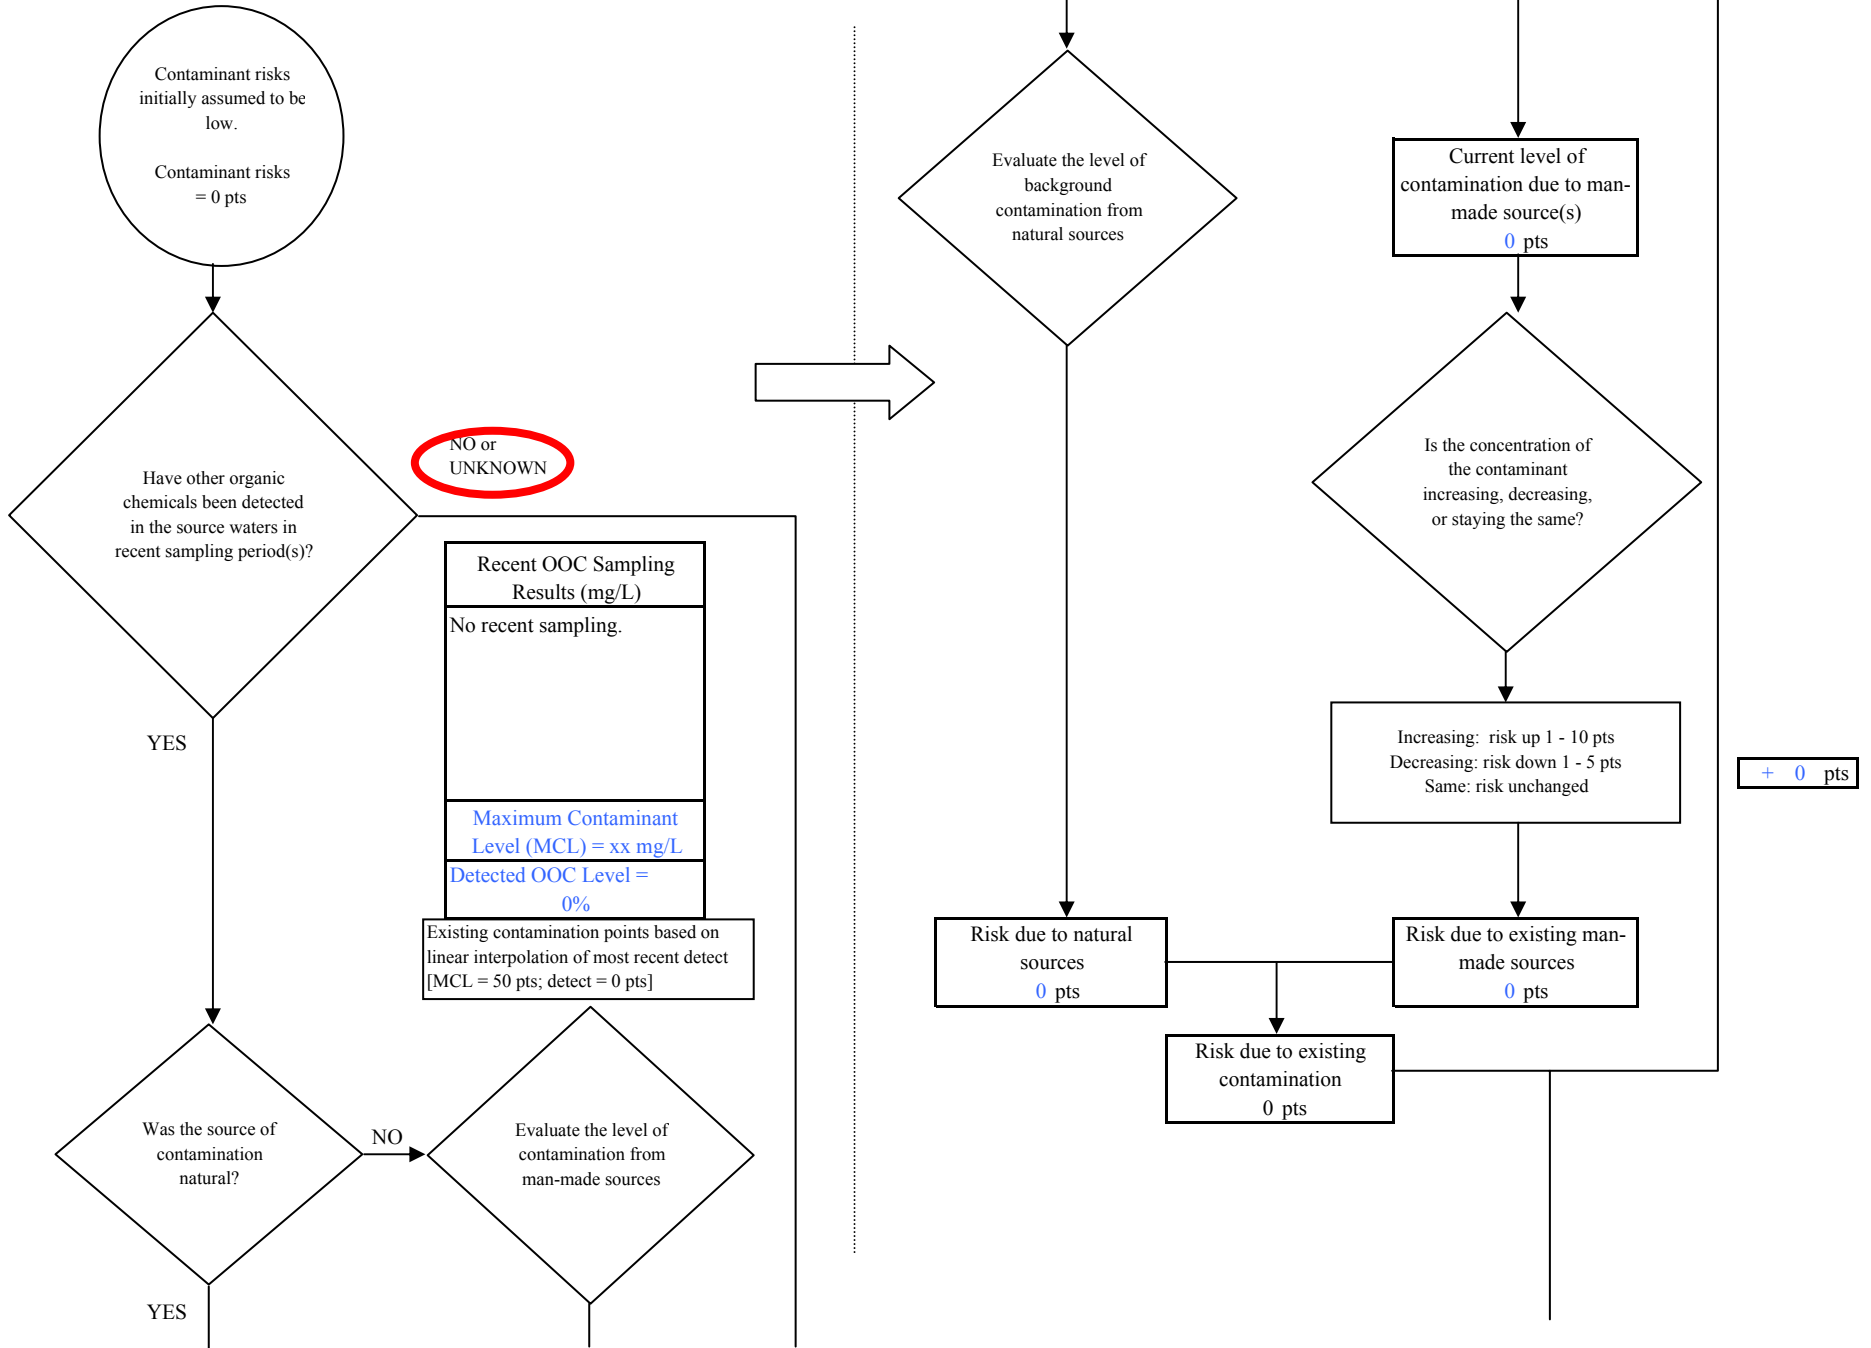 Contaminant risks
initially assumed to be
low.
Contaminant risks
= 0 pts
Have other organic
chemicals been detected
in the source waters in
recent sampling period(s)?
NO or
UNKNOWN
YES
Recent OOC Sampling
Results (mg/L)
No recent sampling.
Maximum Contaminant
Level (MCL) = xx mg/L
Detected OOC Level =
0%
Existing contamination points based on
linear interpolation of most recent detect
[MCL = 50 pts; detect = 0 pts]
Was the source of
contamination
natural?
NO
YES
Evaluate the level of
contamination from
man-made sources
Evaluate the level of
background
contamination from
natural sources
Current level of
contamination due to man-
made source(s)
0 pts
Is the concentration of
the contaminant
increasing, decreasing,
or staying the same?
Increasing: risk up 1 - 10 pts
Decreasing: risk down 1 - 5 pts
Same: risk unchanged
+ 0 pts
Risk due to natural
sources
0 pts
Risk due to existing man-
made sources
0 pts
Risk due to existing
contamination
0 pts